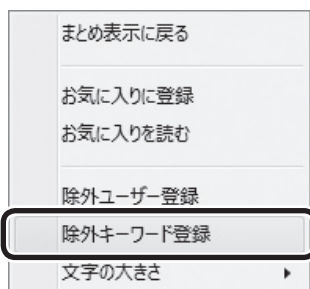 まとめ表示に戻る
お気に入りに登録
お気に入りを読む
除外ユーザー登録
除外キーワード登録
文字の大きさ